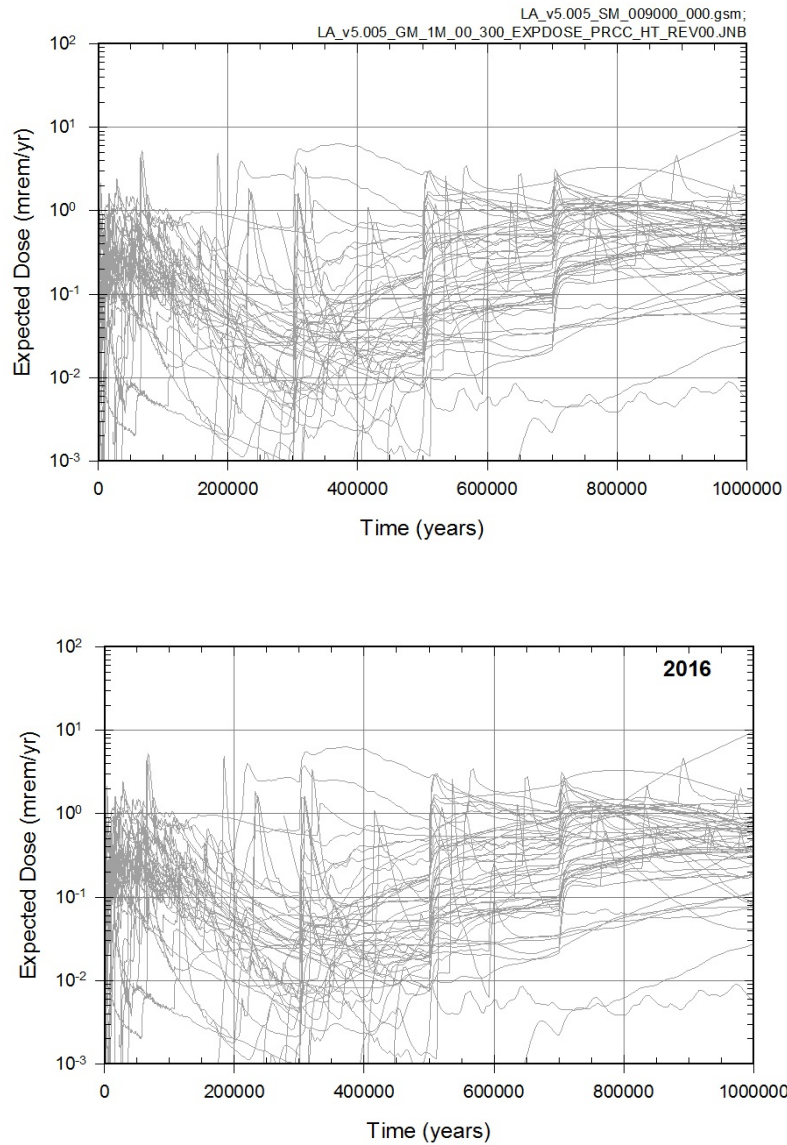 LA_v5.005_SM_009000_000.gsm;
LA_v5.005_GM_1M_00_300_EXPDOSE_PRCC_HT_REV00.JNB
10²
10¹
10⁰
10⁻¹
10⁻²
10⁻³
Expected Dose (mrem/yr)
0 200000 400000 600000 800000 1000000
Time (years)
2016
10²
10¹
10⁰
10⁻¹
10⁻²
10⁻³
Expected Dose (mrem/yr)
0 200000 400000 600000 800000 1000000
Time (years)